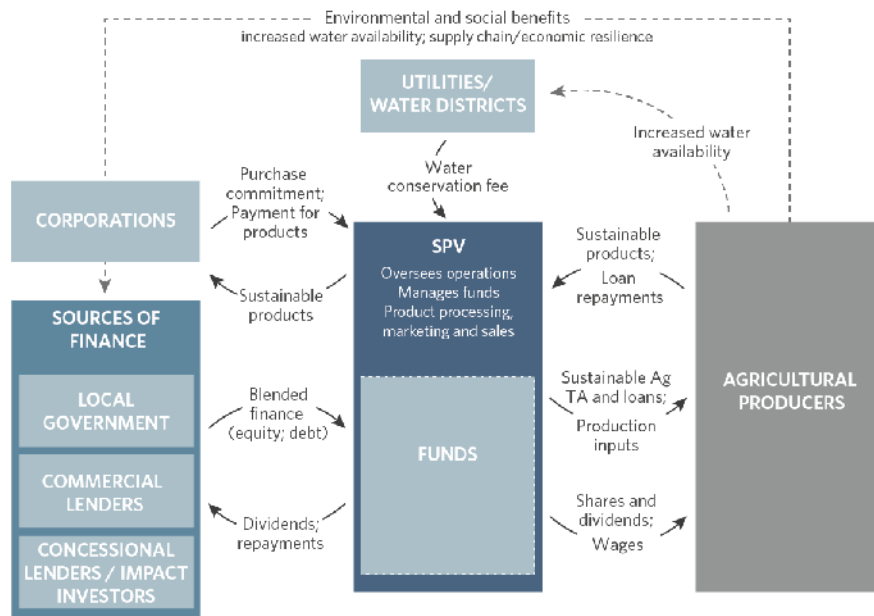 Environmental and social benefits
increased water availability; supply chain/economic resilience
UTILITIES/
WATER DISTRICTS
Increased water
availability
Water
conservation fee
Purchase
commitment;
Payment for
products
CORPORATIONS
Sustainable
products
SPV
Oversees operations
Manages funds
Product processing,
marketing and sales
Sustainable
products;
Loan
repayments
SOURCES OF
FINANCE
LOCAL
GOVERNMENT
COMMERCIAL
LENDERS
CONCESSIONAL
LENDERS / IMPACT
INVESTORS
Blended
finance
(equity; debt)
Dividends;
repayments
FUNDS
Sustainable Ag
TA and loans;
Production
inputs
Shares and
dividends;
Wages
AGRICULTURAL
PRODUCERS